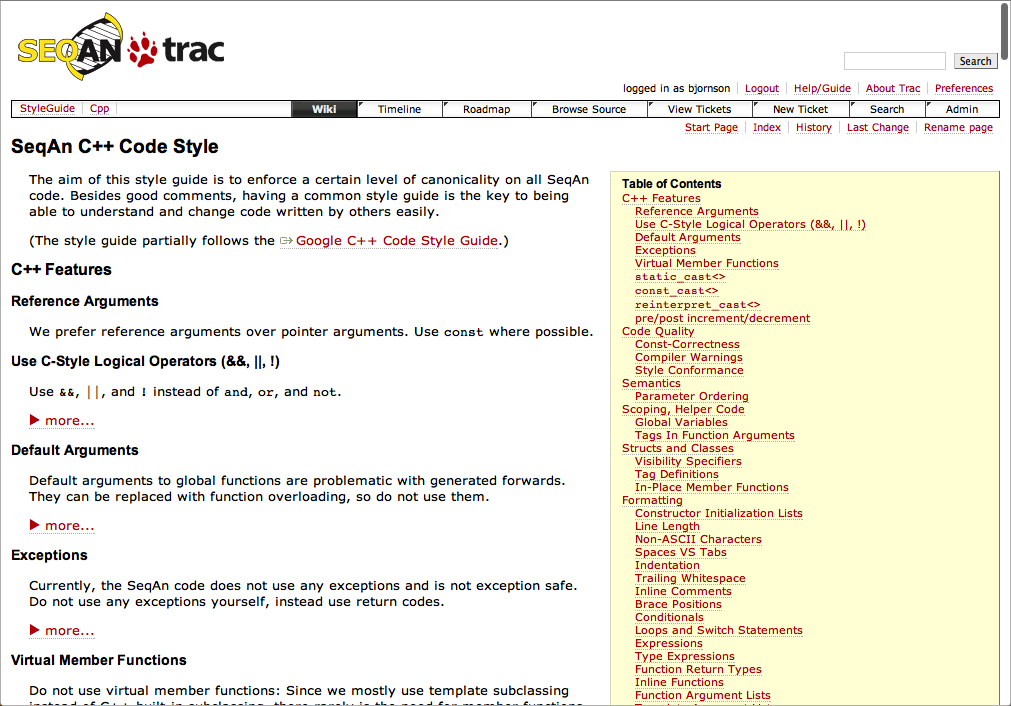 SEQAN trac
Search
logged in as bjornson Logout Help/Guide About Trac Preferences
StyleGuide Cpp Wiki Timeline Roadmap Browse Source View Tickets New Ticket Search Admin
Start Page Index History Last Change Rename page
SeqAn C++ Code Style
The aim of this style guide is to enforce a certain level of canonicality on all SeqAn
code. Besides good comments, having a common style guide is the key to being
able to understand and change code written by others easily.
(The style guide partially follows the Google C++ Code Style Guide.)
C++ Features
Reference Arguments
We prefer reference arguments over pointer arguments. Use const where possible.
Use C-Style Logical Operators (&&, ||, !)
Use &&, ||, and ! instead of and, or, and not.
more...
Default Arguments
Default arguments to global functions are problematic with generated forwards.
They can be replaced with function overloading, so do not use them.
more...
Exceptions
Currently, the SeqAn code does not use any exceptions and is not exception safe.
Do not use any exceptions yourself, instead use return codes.
more...
Virtual Member Functions
Do not use virtual member functions: Since we mostly use template subclassing
instead of C++ built-in subclassing, there rarely is the need for member functions
Table of Contents
C++ Features
Reference Arguments
Use C-Style Logical Operators (&&, ||, !)
Default Arguments
Exceptions
Virtual Member Functions
static_cast<>
const_cast<>
reinterpret_cast<>
pre/post increment/decrement
Code Quality
Const-Correctness
Compiler Warnings
Style Conformance
Semantics
Parameter Ordering
Scoping, Helper Code
Global Variables
Tags In Function Arguments
Structs and Classes
Visibility Specifiers
Tag Definitions
In-Place Member Functions
Formatting
Constructor Initialization Lists
Line Length
Non-ASCII Characters
Spaces VS Tabs
Indentation
Trailing Whitespace
Inline Comments
Brace Positions
Conditionals
Loops and Switch Statements
Expressions
Type Expressions
Function Return Types
Inline Functions
Function Argument Lists